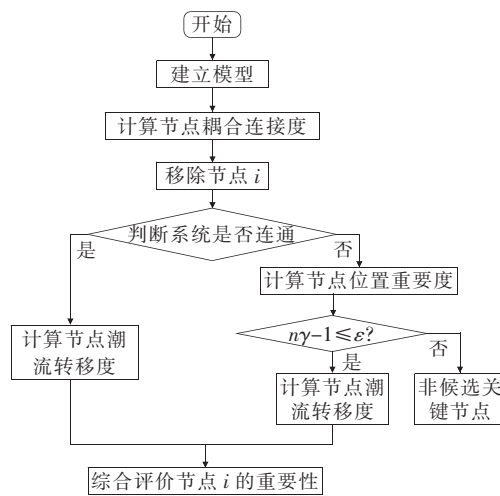 开始
建立模型
计算节点耦合连接度
移除节点 i
判断系统是否连通
是
否
计算节点位置重要度
nγ-1≤ε?
计算节点潮
流转移度
是
否
计算节点潮
流转移度
非候选关
键节点
综合评价节点 i 的重要性